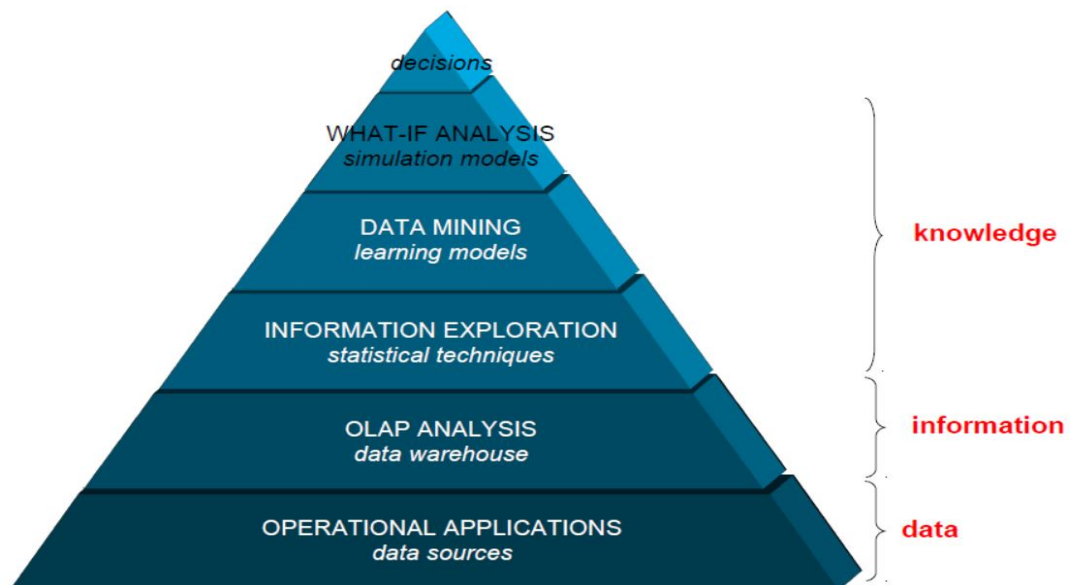 decisions
WHAT-IF ANALYSIS
simulation models
DATA MINING
learning models
knowledge
INFORMATION EXPLORATION
statistical techniques
OLAP ANALYSIS
data warehouse
information
OPERATIONAL APPLICATIONS
data sources
data